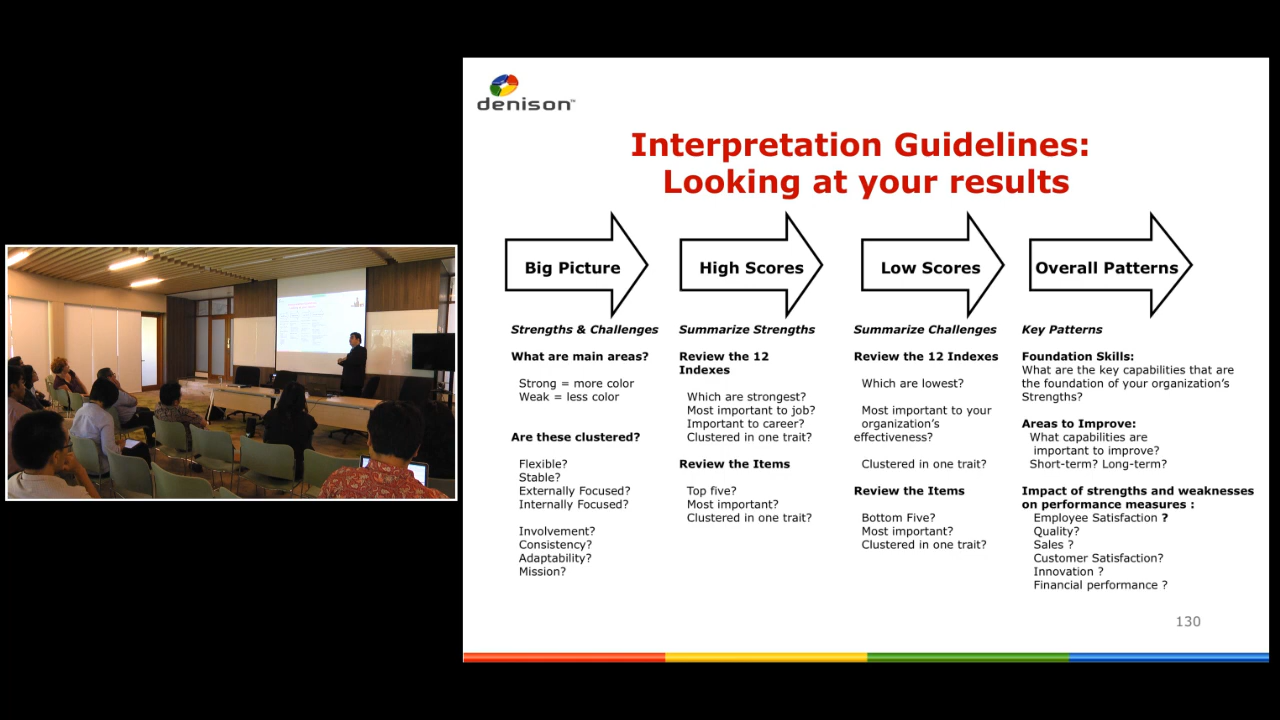 denison™
Interpretation Guidelines:
Looking at your results
Big Picture
High Scores
Low Scores
Overall Patterns
Strengths & Challenges
What are main areas?
Strong = more color
Weak = less color
Are these clustered?
Flexible?
Stable?
Externally Focused?
Internally Focused?
Involvement?
Consistency?
Adaptability?
Mission?
Summarize Strengths
Review the 12
Indexes
Which are strongest?
Most important to job?
Important to career?
Clustered in one trait?
Review the Items
Top five?
Most important?
Clustered in one trait?
Summarize Challenges
Review the 12 Indexes
Which are lowest?
Most important to your
organization’s
effectiveness?
Clustered in one trait?
Review the Items
Bottom Five?
Most important?
Clustered in one trait?
Key Patterns
Foundation Skills:
What are the key capabilities that are
the foundation of your organization’s
Strengths?
Areas to Improve:
What capabilities are
important to improve?
Short-term? Long-term?
Impact of strengths and weaknesses
on performance measures :
Employee Satisfaction ?
Quality?
Sales ?
Customer Satisfaction?
Innovation ?
Financial performance ?
130